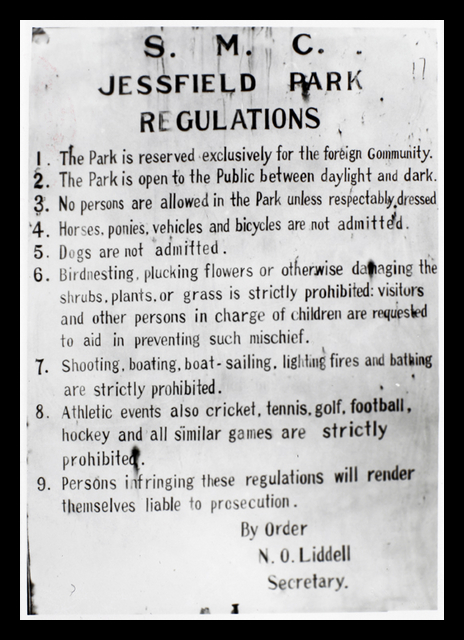 S. M. C.
JESSFIELD PARK
REGULATIONS
1. The Park is reserved exclusively for the foreign Gommunity.
2. The Park is open to the Public between daylight and dark.
3. No persons are allowed in the Park unless respectably dressed
4. Horses, ponies, vehicles and bicycles are not admitted.
5. Dogs are not admitted.
6. Birdnesting, plucking flowers or otherwise damaging the
shrubs, plants, or grass is strictly prohibited: visitors
and other persons in charge of children are requested
to aid in preventing such mischief.
7. Shooting, boating, boat-sailing, lighting fires and bathing
are strictly prohibited.
8. Athletic events also cricket, tennis, golf, football,
hockey and all similar games are strictly
prohibited.
9. Persons infringing these regulations will render
themselves liable to prosecution.
By Order
N. O. Liddell
Secretary.